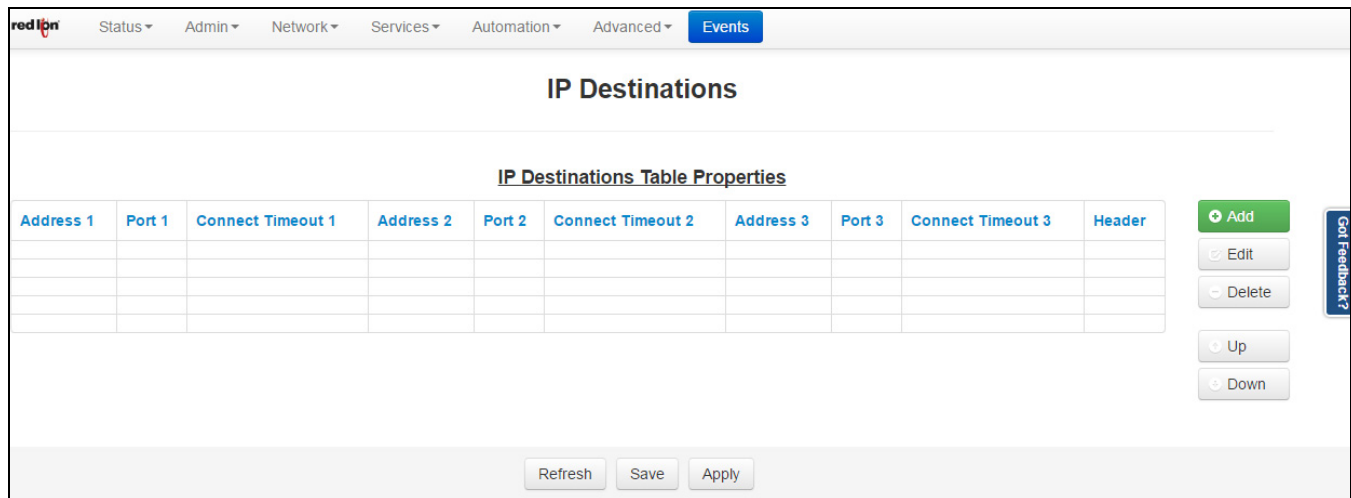 red lion Status Admin Network Services Automation Advanced Events
IP Destinations
IP Destinations Table Properties
Address 1 Port 1 Connect Timeout 1 Address 2 Port 2 Connect Timeout 2 Address 3 Port 3 Connect Timeout 3 Header
Add
Edit
Delete
Up
Down
Got Feedback?
Refresh Save Apply